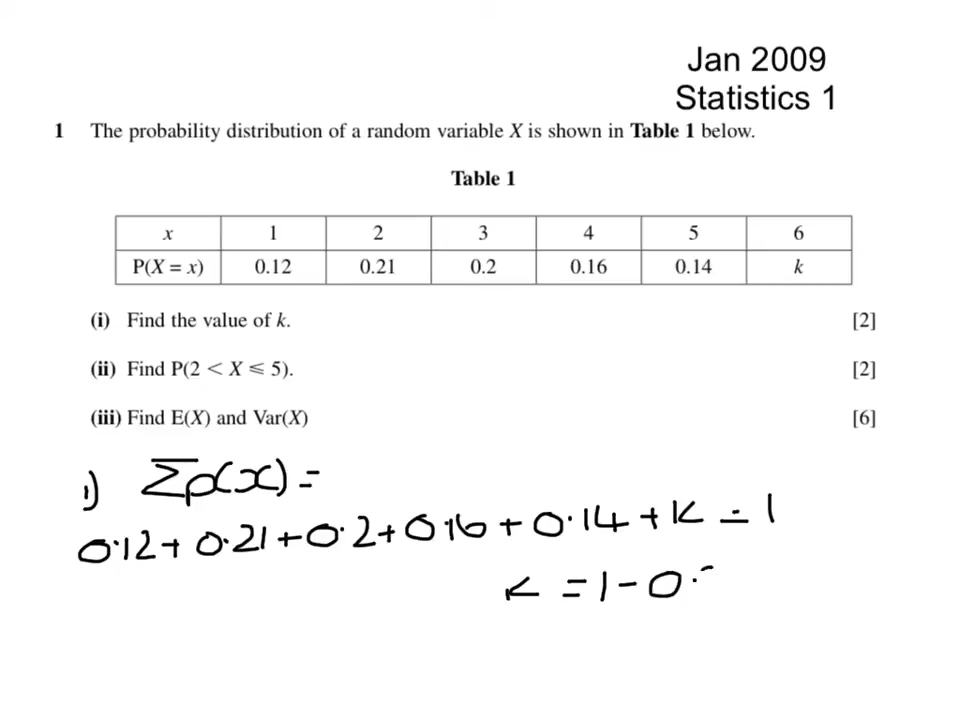 Jan 2009
Statistics 1
1 The probability distribution of a random variable X is shown in Table 1 below.
Table 1
x 1 2 3 4 5 6
P(X = x) 0.12 0.21 0.2 0.16 0.14 k
(i) Find the value of k. [2]
(ii) Find P(2 < X ⩽ 5). [2]
(iii) Find E(X) and Var(X) [6]
i) Σp(x) =
0.12 + 0.21 + 0.2 + 0.16 + 0.14 + K = 1
K = 1 - 0.